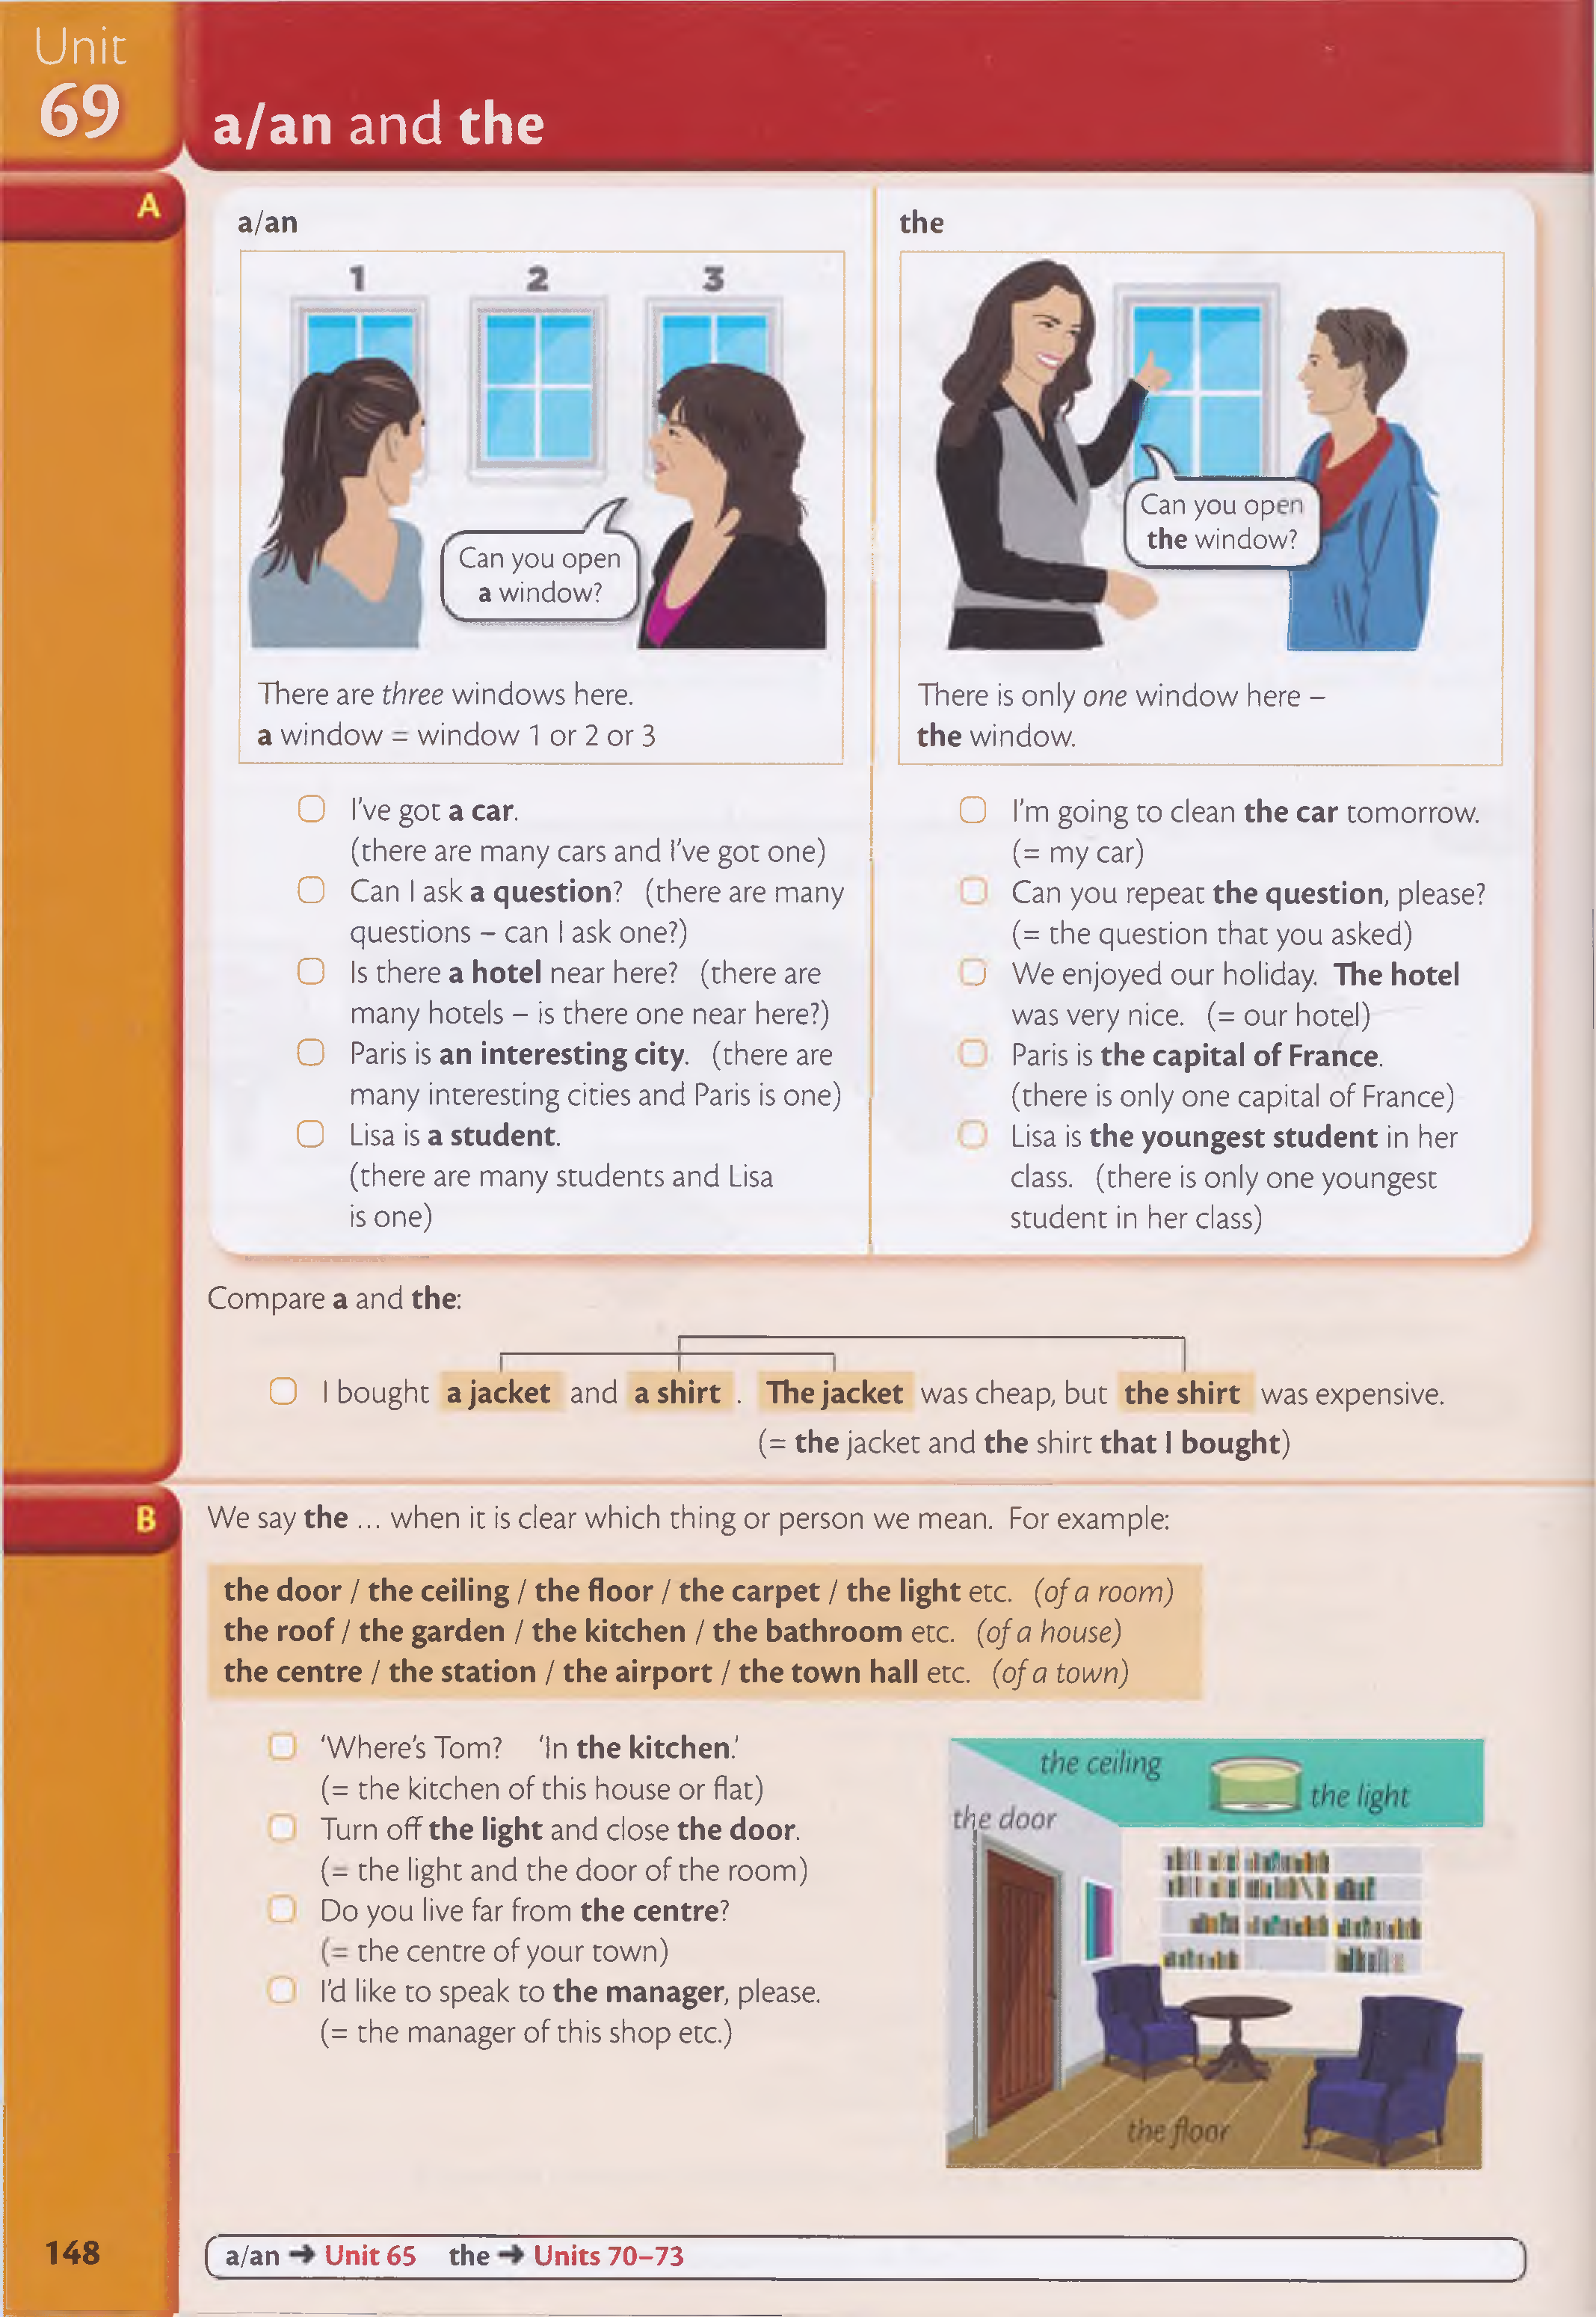 Unit
69
a/an and the
A
a/an
1 2 3
Can you open
a window?
There are three windows here.
a window = window 1 or 2 or 3
I've got a car.
(there are many cars and I've got one)
Can I ask a question? (there are many
questions – can I ask one?)
Is there a hotel near here? (there are
many hotels – is there one near here?)
Paris is an interesting city. (there are
many interesting cities and Paris is one)
Lisa is a student.
(there are many students and Lisa
is one)
the
Can you open
the window?
There is only one window here –
the window.
I'm going to clean the car tomorrow.
(= my car)
Can you repeat the question, please?
(= the question that you asked)
We enjoyed our holiday. The hotel
was very nice. (= our hotel)
Paris is the capital of France.
(there is only one capital of France)
Lisa is the youngest student in her
class. (there is only one youngest
student in her class)
Compare a and the:
I bought a jacket and a shirt . The jacket was cheap, but the shirt was expensive.
(= the jacket and the shirt that I bought)
B
We say the ... when it is clear which thing or person we mean. For example:
the door / the ceiling / the floor / the carpet / the light etc. (of a room)
the roof / the garden / the kitchen / the bathroom etc. (of a house)
the centre / the station / the airport / the town hall etc. (of a town)
'Where's Tom? 'In the kitchen.'
(= the kitchen of this house or flat)
Turn off the light and close the door.
(= the light and the door of the room)
Do you live far from the centre?
(= the centre of your town)
I'd like to speak to the manager, please.
(= the manager of this shop etc.)
the ceiling
the light
the door
the floor
148
a/an → Unit 65 the → Units 70–73